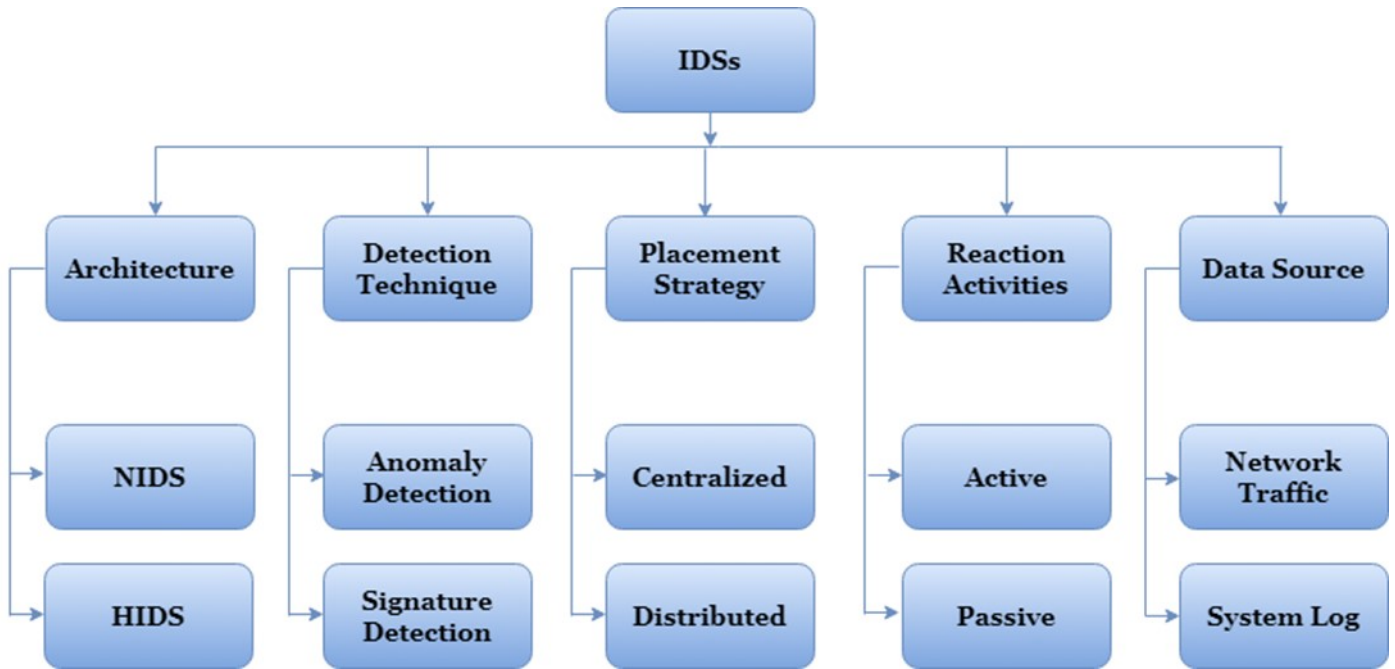 IDSs
Architecture
Detection
Technique
Placement
Strategy
Reaction
Activities
Data Source
NIDS
Anomaly
Detection
Centralized
Active
Network
Traffic
HIDS
Signature
Detection
Distributed
Passive
System Log